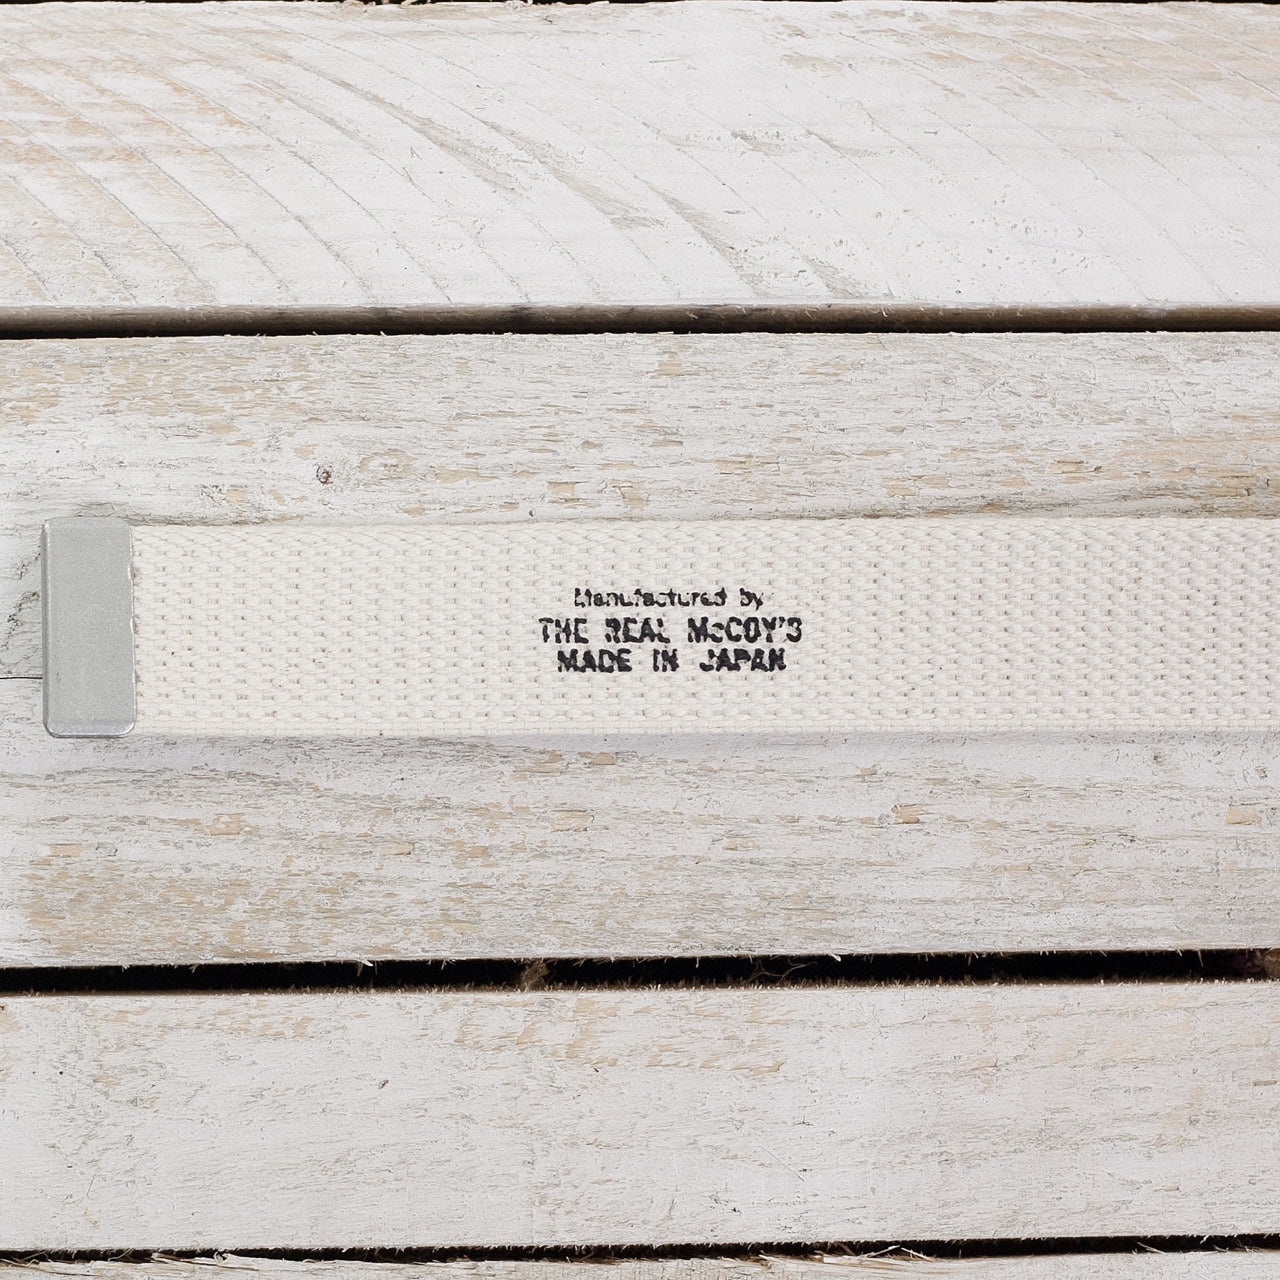 Manufactured by
THE REAL McCOY'S
MADE IN JAPAN